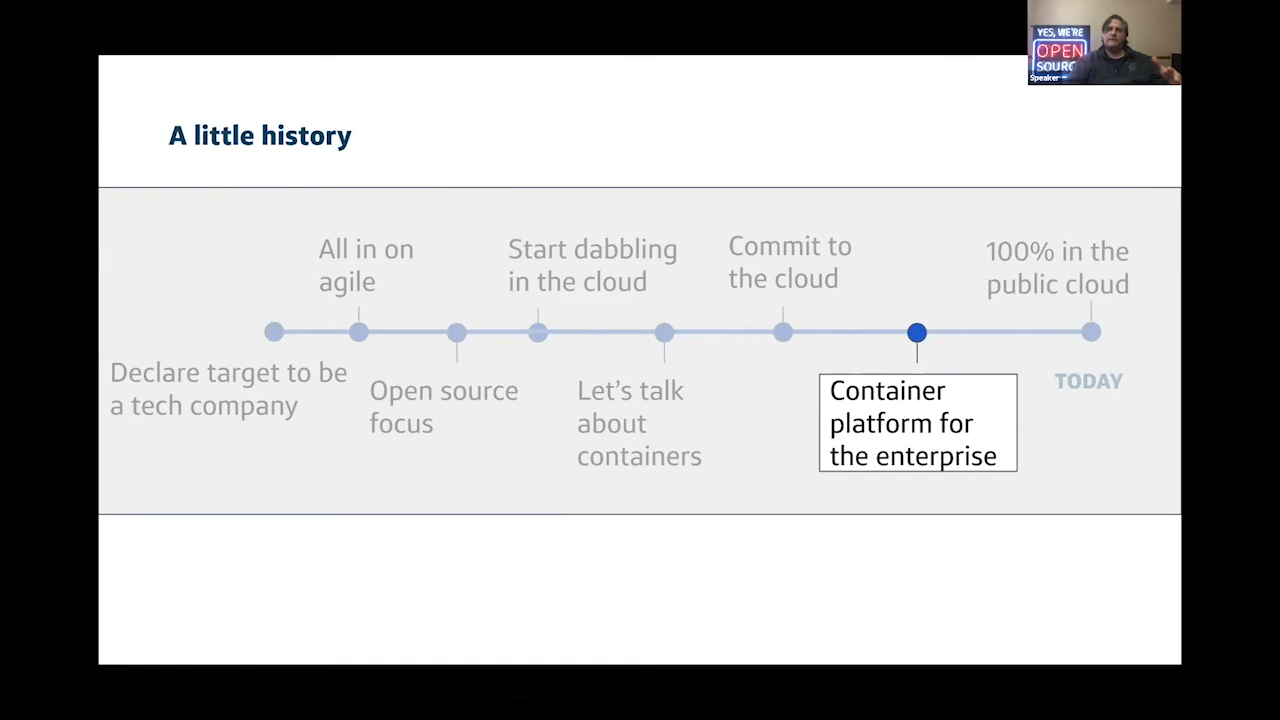 YES, WE'RE
OPEN
SOURC
Speaker
A little history
All in on
agile
Start dabbling
in the cloud
Commit to
the cloud
100% in the
public cloud
Declare target to be
a tech company
Open source
focus
Let's talk
about
containers
Container
platform for
the enterprise
TODAY